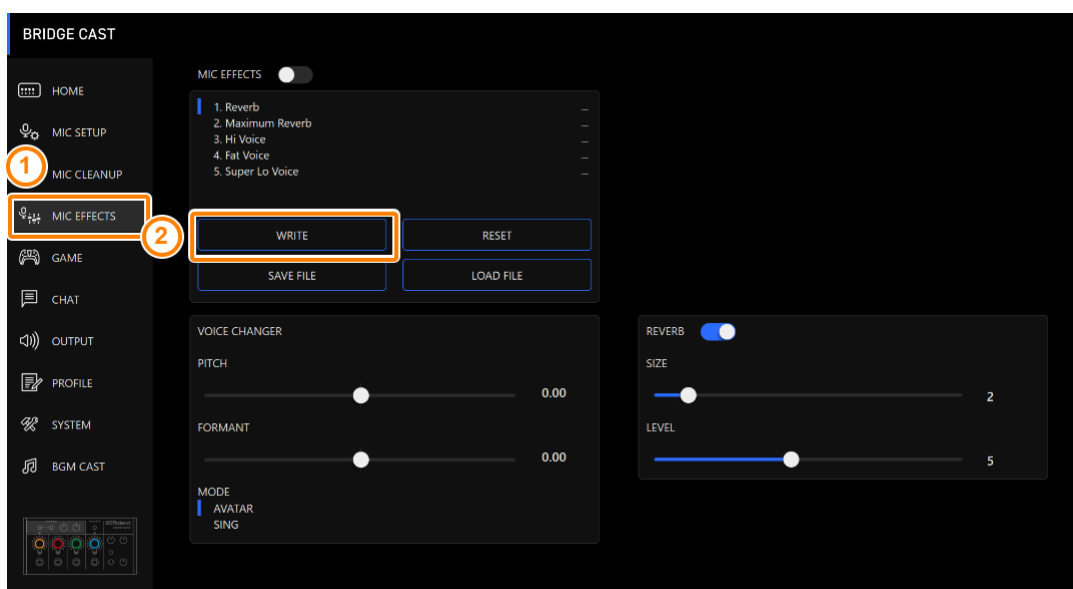 BRIDGE CAST
HOME
MIC SETUP
1
MIC CLEANUP
MIC EFFECTS
GAME
CHAT
OUTPUT
PROFILE
SYSTEM
BGM CAST
Roland
MIC EFFECTS
1. Reverb ...
2. Maximum Reverb ...
3. Hi Voice ...
4. Fat Voice ...
5. Super Lo Voice ...
2
WRITE RESET
SAVE FILE LOAD FILE
VOICE CHANGER
PITCH
0.00
FORMANT
0.00
MODE
AVATAR
SING
REVERB
SIZE
2
LEVEL
5